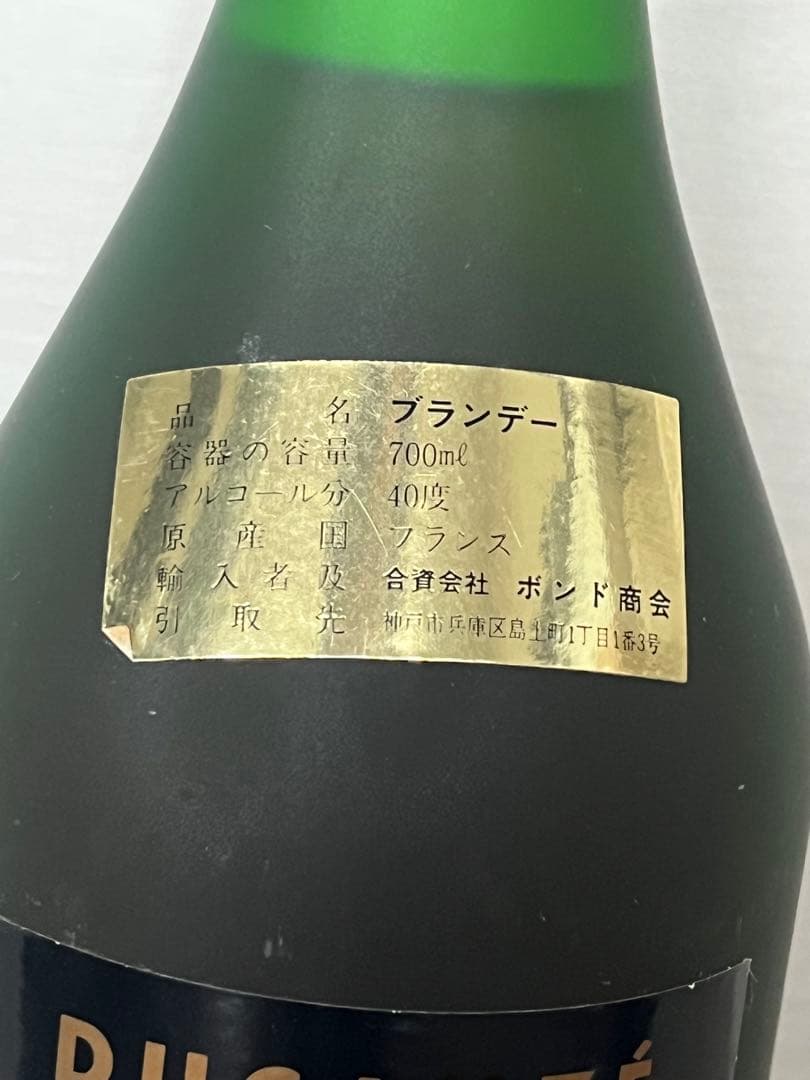 品名 ブランデー
容器の容量 700mℓ
アルコール分 40度
原産国 フランス
輸入者及 合資会社 ボンド商会
引取先 神戸市兵庫区島上町1丁目1番3号